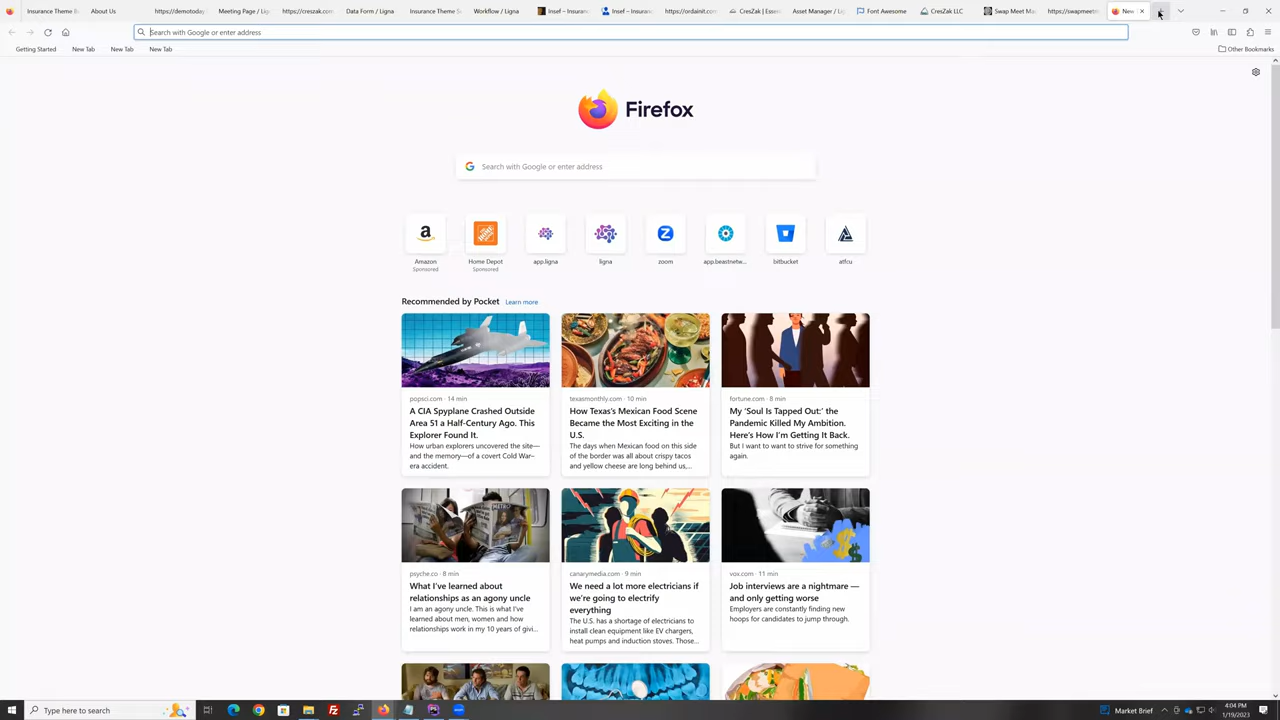 Insurance Theme B
About Us
https://demotoday
Meeting Page / Lig
https://creszak.com
Data Form / Ligna
Insurance Theme S
Workflow / Ligna
Insef – Insuranc
Insef – Insuranc
https://ordainit.com
CresZak | Insef
Asset Manager / Lig
Font Awesome
CresZak LLC
Swap Meet Ma
https://swapmeetm
New
Search with Google or enter address
Getting Started
New Tab
New Tab
New Tab
Other Bookmarks
Firefox
Search with Google or enter address
Amazon
Sponsored
Home Depot
Sponsored
app.ligna
ligna
zoom
app.beastnetw...
bitbucket
atfcu
Recommended by Pocket Learn more
popsci.com · 14 min
A CIA Spyplane Crashed Outside
Area 51 a Half-Century Ago. This
Explorer Found It.
How urban explorers uncovered the site—
and the memory—of a covert Cold War–
era accident.
texasmonthly.com · 10 min
How Texas's Mexican Food Scene
Became the Most Exciting in the
U.S.
The days when Mexican food on this side
of the border was all about crispy tacos
and yellow cheese are long behind us,...
fortune.com · 8 min
My 'Soul Is Tapped Out:' the
Pandemic Killed My Ambition.
Here's How I'm Getting It Back.
But I want to want to strive for something
again.
psyche.co · 8 min
What I've learned about
relationships as an agony uncle
I am an agony uncle. This is what I've
learned about men, women and how
relationships work in my 10 years of givi...
canarymedia.com · 9 min
We need a lot more electricians if
we're going to electrify
everything
The U.S. has a shortage of electricians to
install clean equipment like EV chargers,
heat pumps and induction stoves. Those...
vox.com · 11 min
Job interviews are a nightmare —
and only getting worse
Employers are constantly finding new
hoops for candidates to jump through.
Type here to search
Market Brief
4:04 PM
1/19/2023